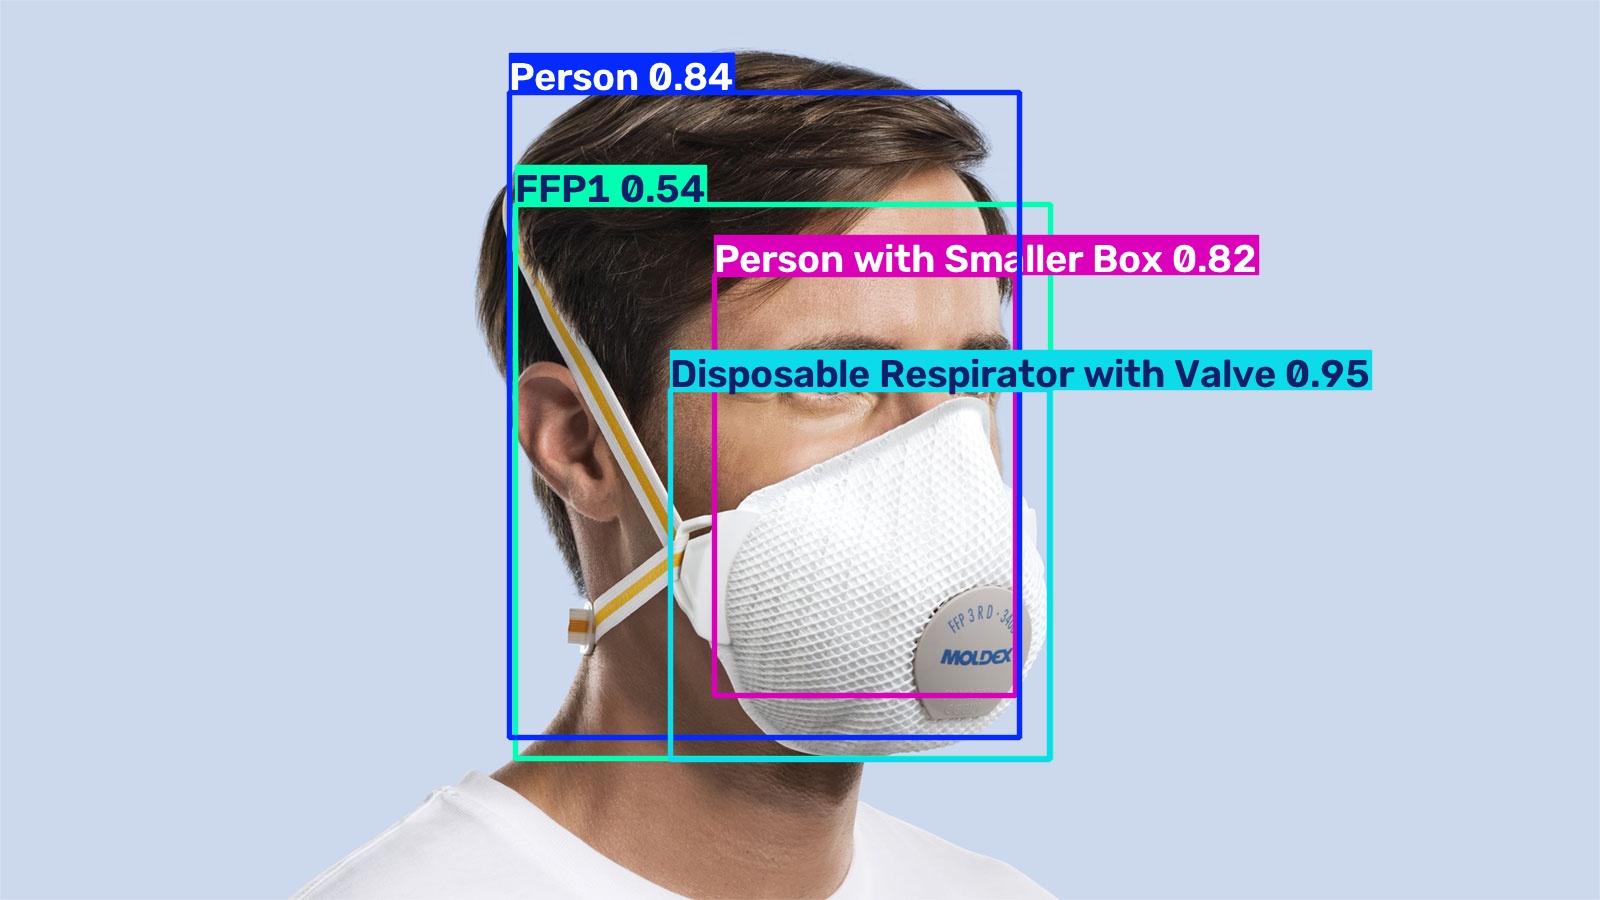 Person 0.84
FFP1 0.54
Person with Smaller Box 0.82
Disposable Respirator with Valve 0.95
FFP 3 R D · 340
MOLDEX